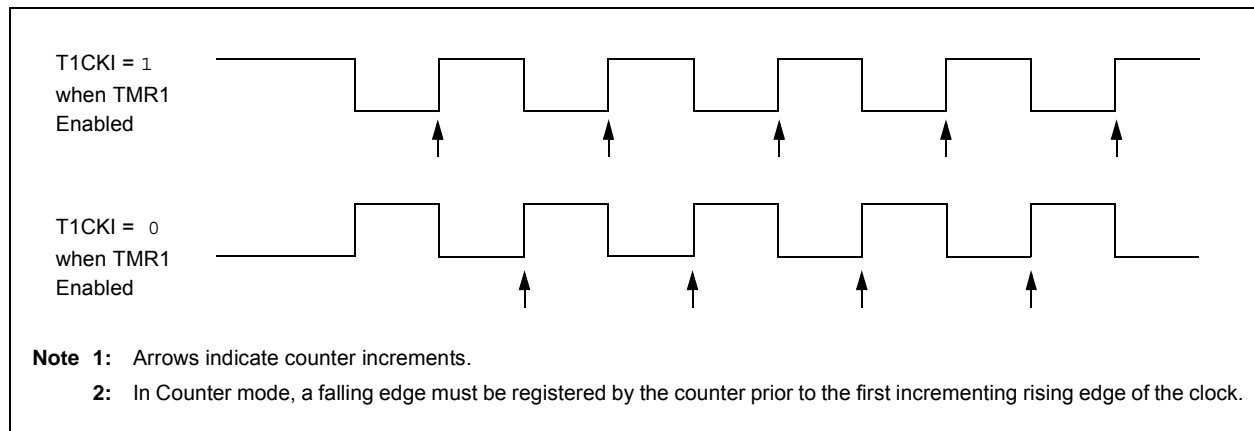 T1CKI = 1
when TMR1
Enabled
T1CKI = 0
when TMR1
Enabled
Note 1: Arrows indicate counter increments.
2: In Counter mode, a falling edge must be registered by the counter prior to the first incrementing rising edge of the clock.